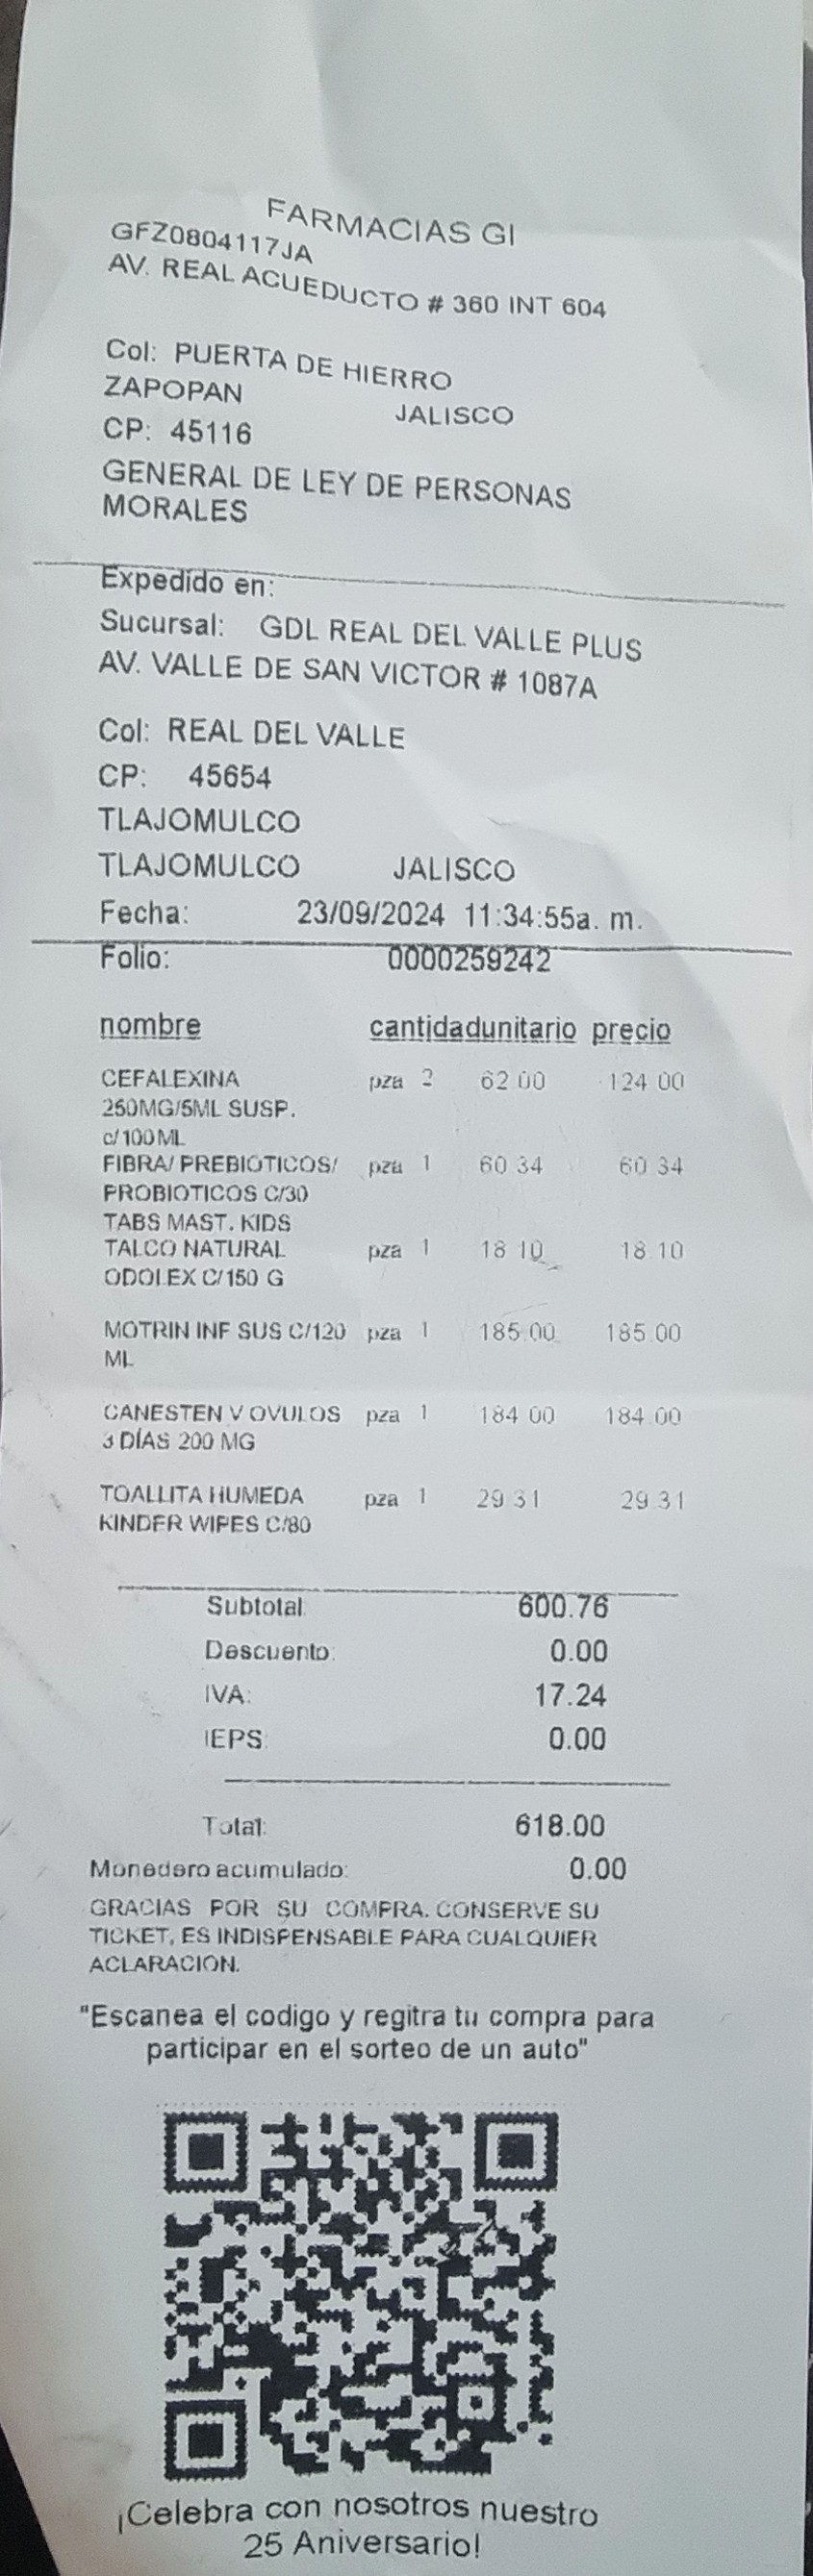 FARMACIAS GI
GFZ0804117JA
AV. REAL ACUEDUCTO # 360 INT 604
Col: PUERTA DE HIERRO
ZAPOPAN JALISCO
CP: 45116
GENERAL DE LEY DE PERSONAS
MORALES
Expedido en:
Sucursal: GDL REAL DEL VALLE PLUS
AV. VALLE DE SAN VICTOR # 1087A
Col: REAL DEL VALLE
CP: 45654
TLAJOMULCO
TLAJOMULCO JALISCO
Fecha: 23/09/2024 11:34:55a. m.
Folio: 0000259242
nombre cantidadunitario precio
CEFALEXINA pza 2 62.00 124.00
250MG/5ML SUSP.
c/100ML
FIBRA/ PREBIOTICOS/ pza 1 60.34 60.34
PROBIOTICOS C/30
TABS MAST. KIDS
TALCO NATURAL pza 1 18.10 18.10
ODOLEX C/150 G
MOTRIN INF SUS C/120 pza 1 185.00 185.00
ML
CANESTEN V OVULOS pza 1 184.00 184.00
3 DÍAS 200 MG
TOALLITA HUMEDA pza 1 29.31 29.31
KINDER WIPES C/80
Subtotal 600.76
Descuento: 0.00
IVA: 17.24
IEPS: 0.00
Total: 618.00
Monedero acumulado: 0.00
GRACIAS POR SU COMPRA. CONSERVE SU
TICKET, ES INDISPENSABLE PARA CUALQUIER
ACLARACION.
"Escanea el codigo y regitra tu compra para
participar en el sorteo de un auto"
¡Celebra con nosotros nuestro
25 Aniversario!